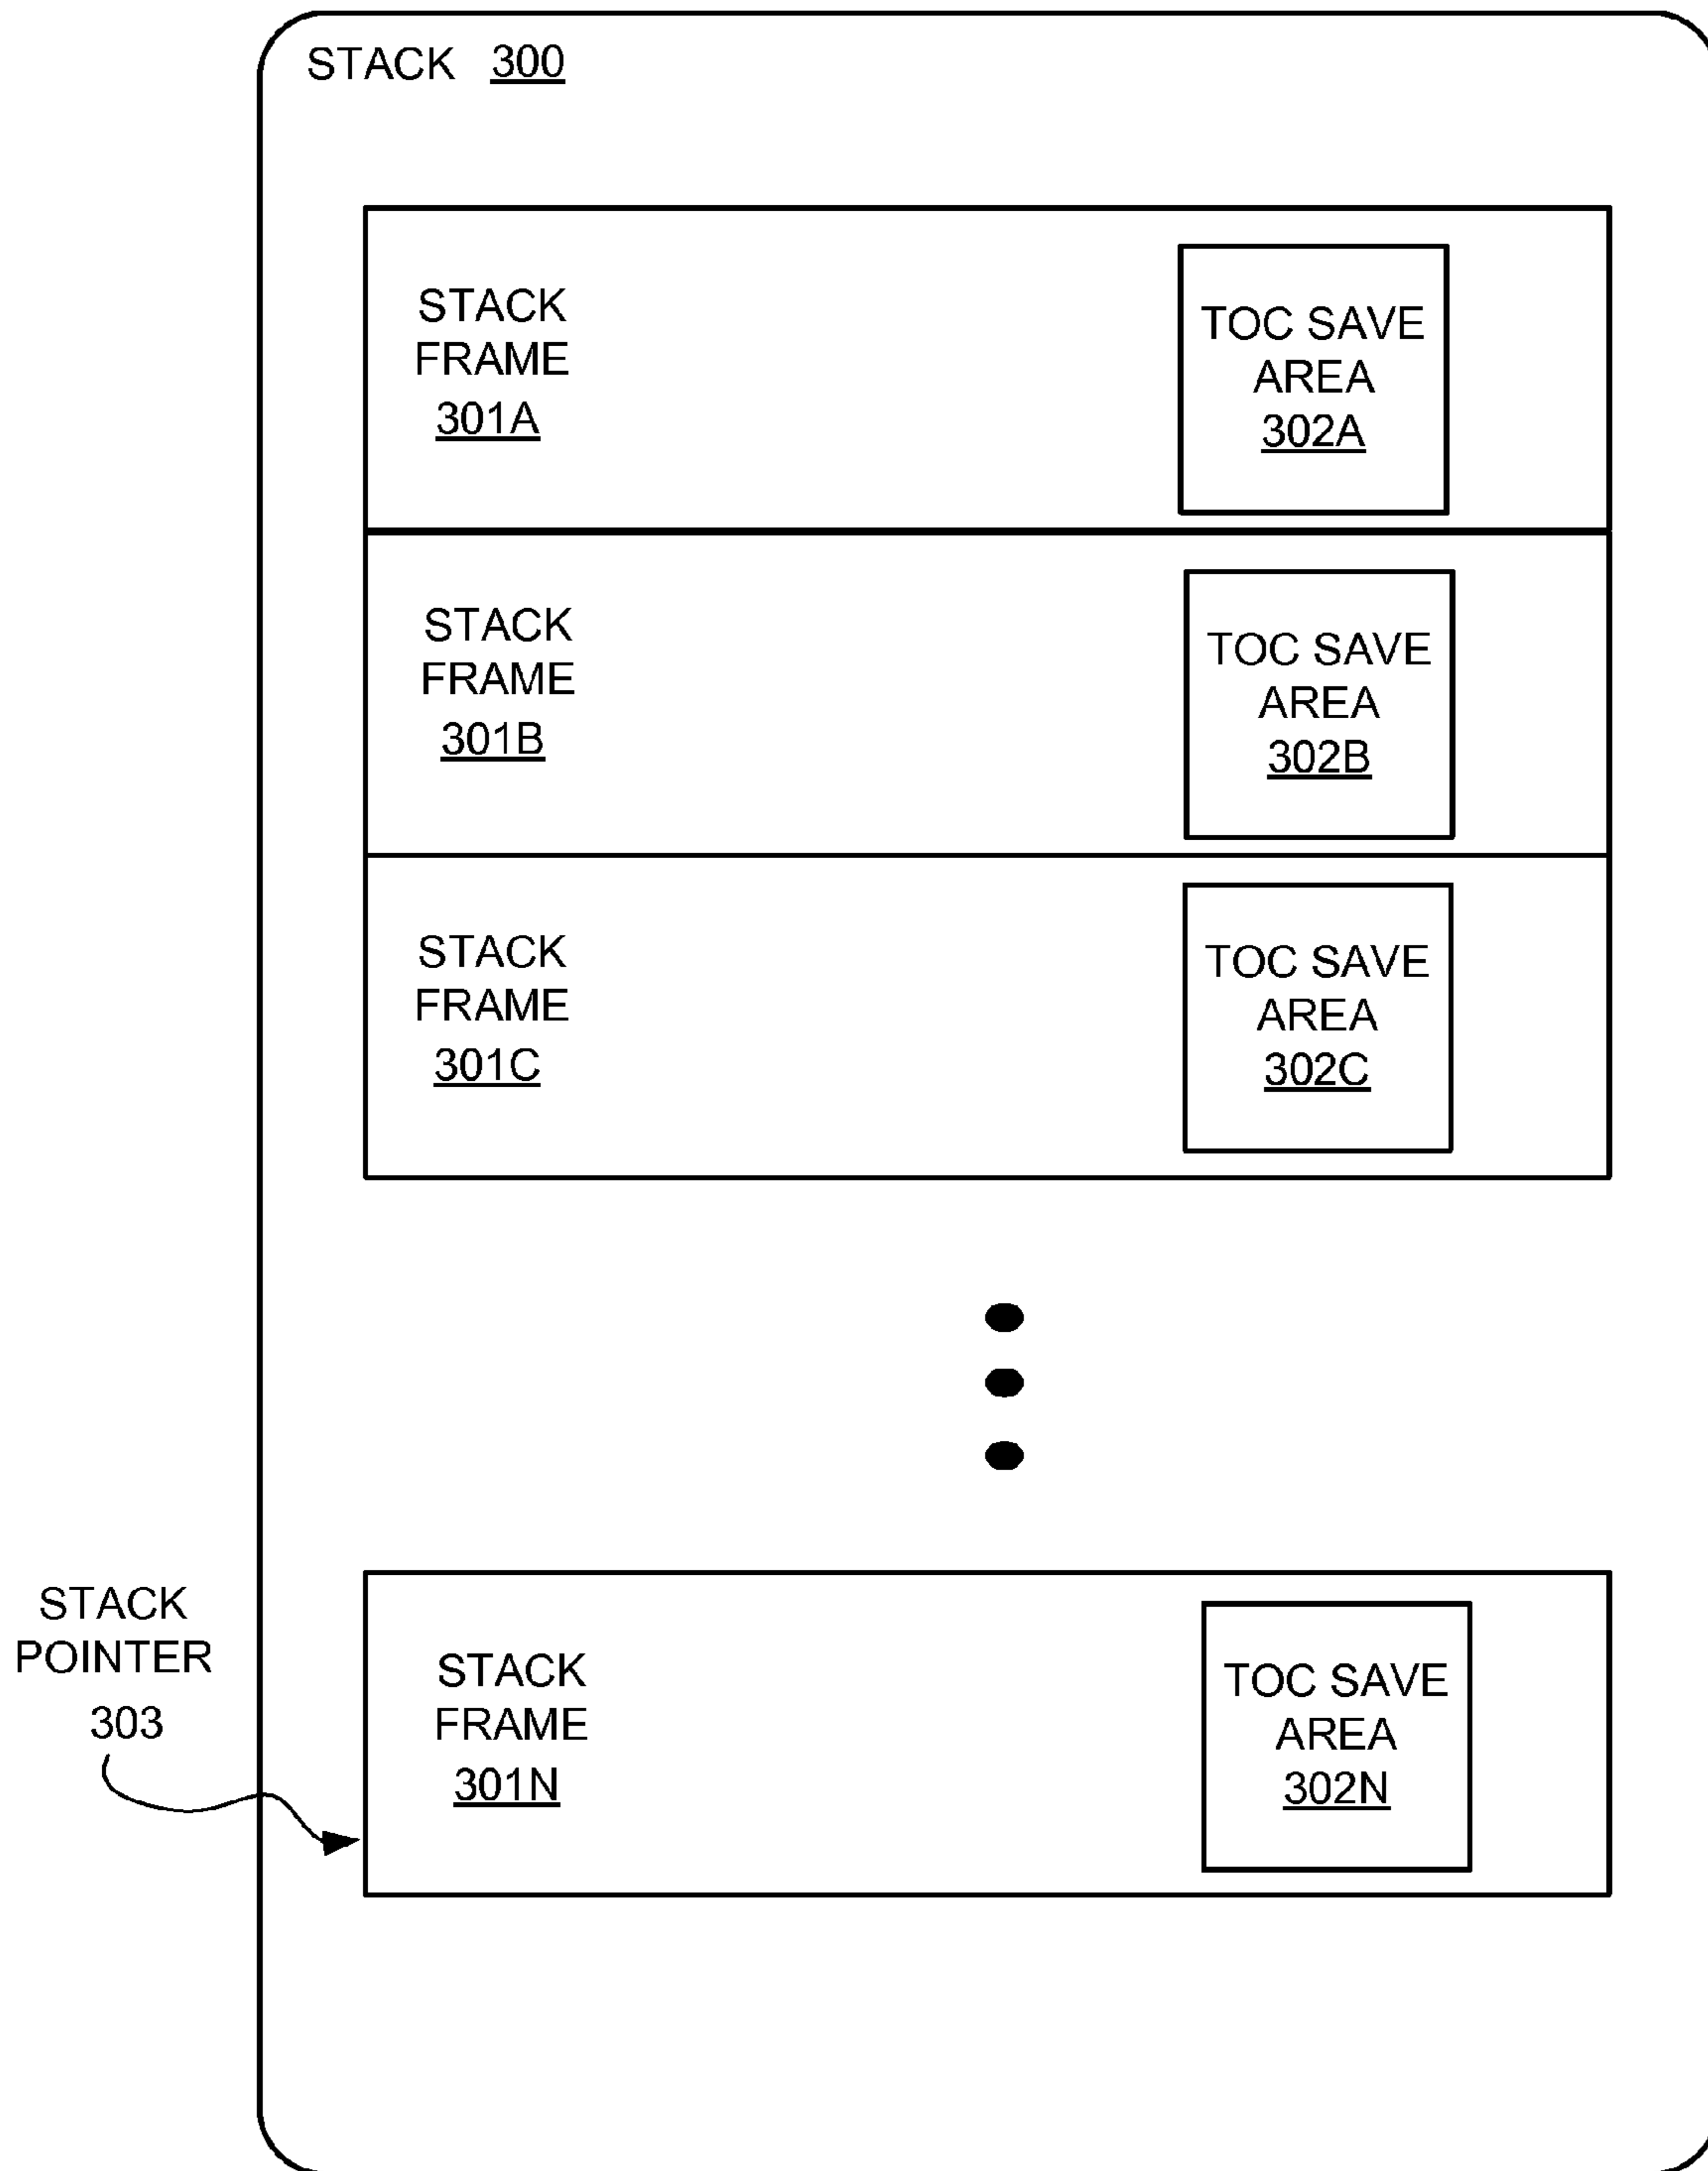 STACK 300
STACK
FRAME
301A
TOC SAVE
AREA
302A
STACK
FRAME
301B
TOC SAVE
AREA
302B
STACK
FRAME
301C
TOC SAVE
AREA
302C
STACK
POINTER
303
STACK
FRAME
301N
TOC SAVE
AREA
302N